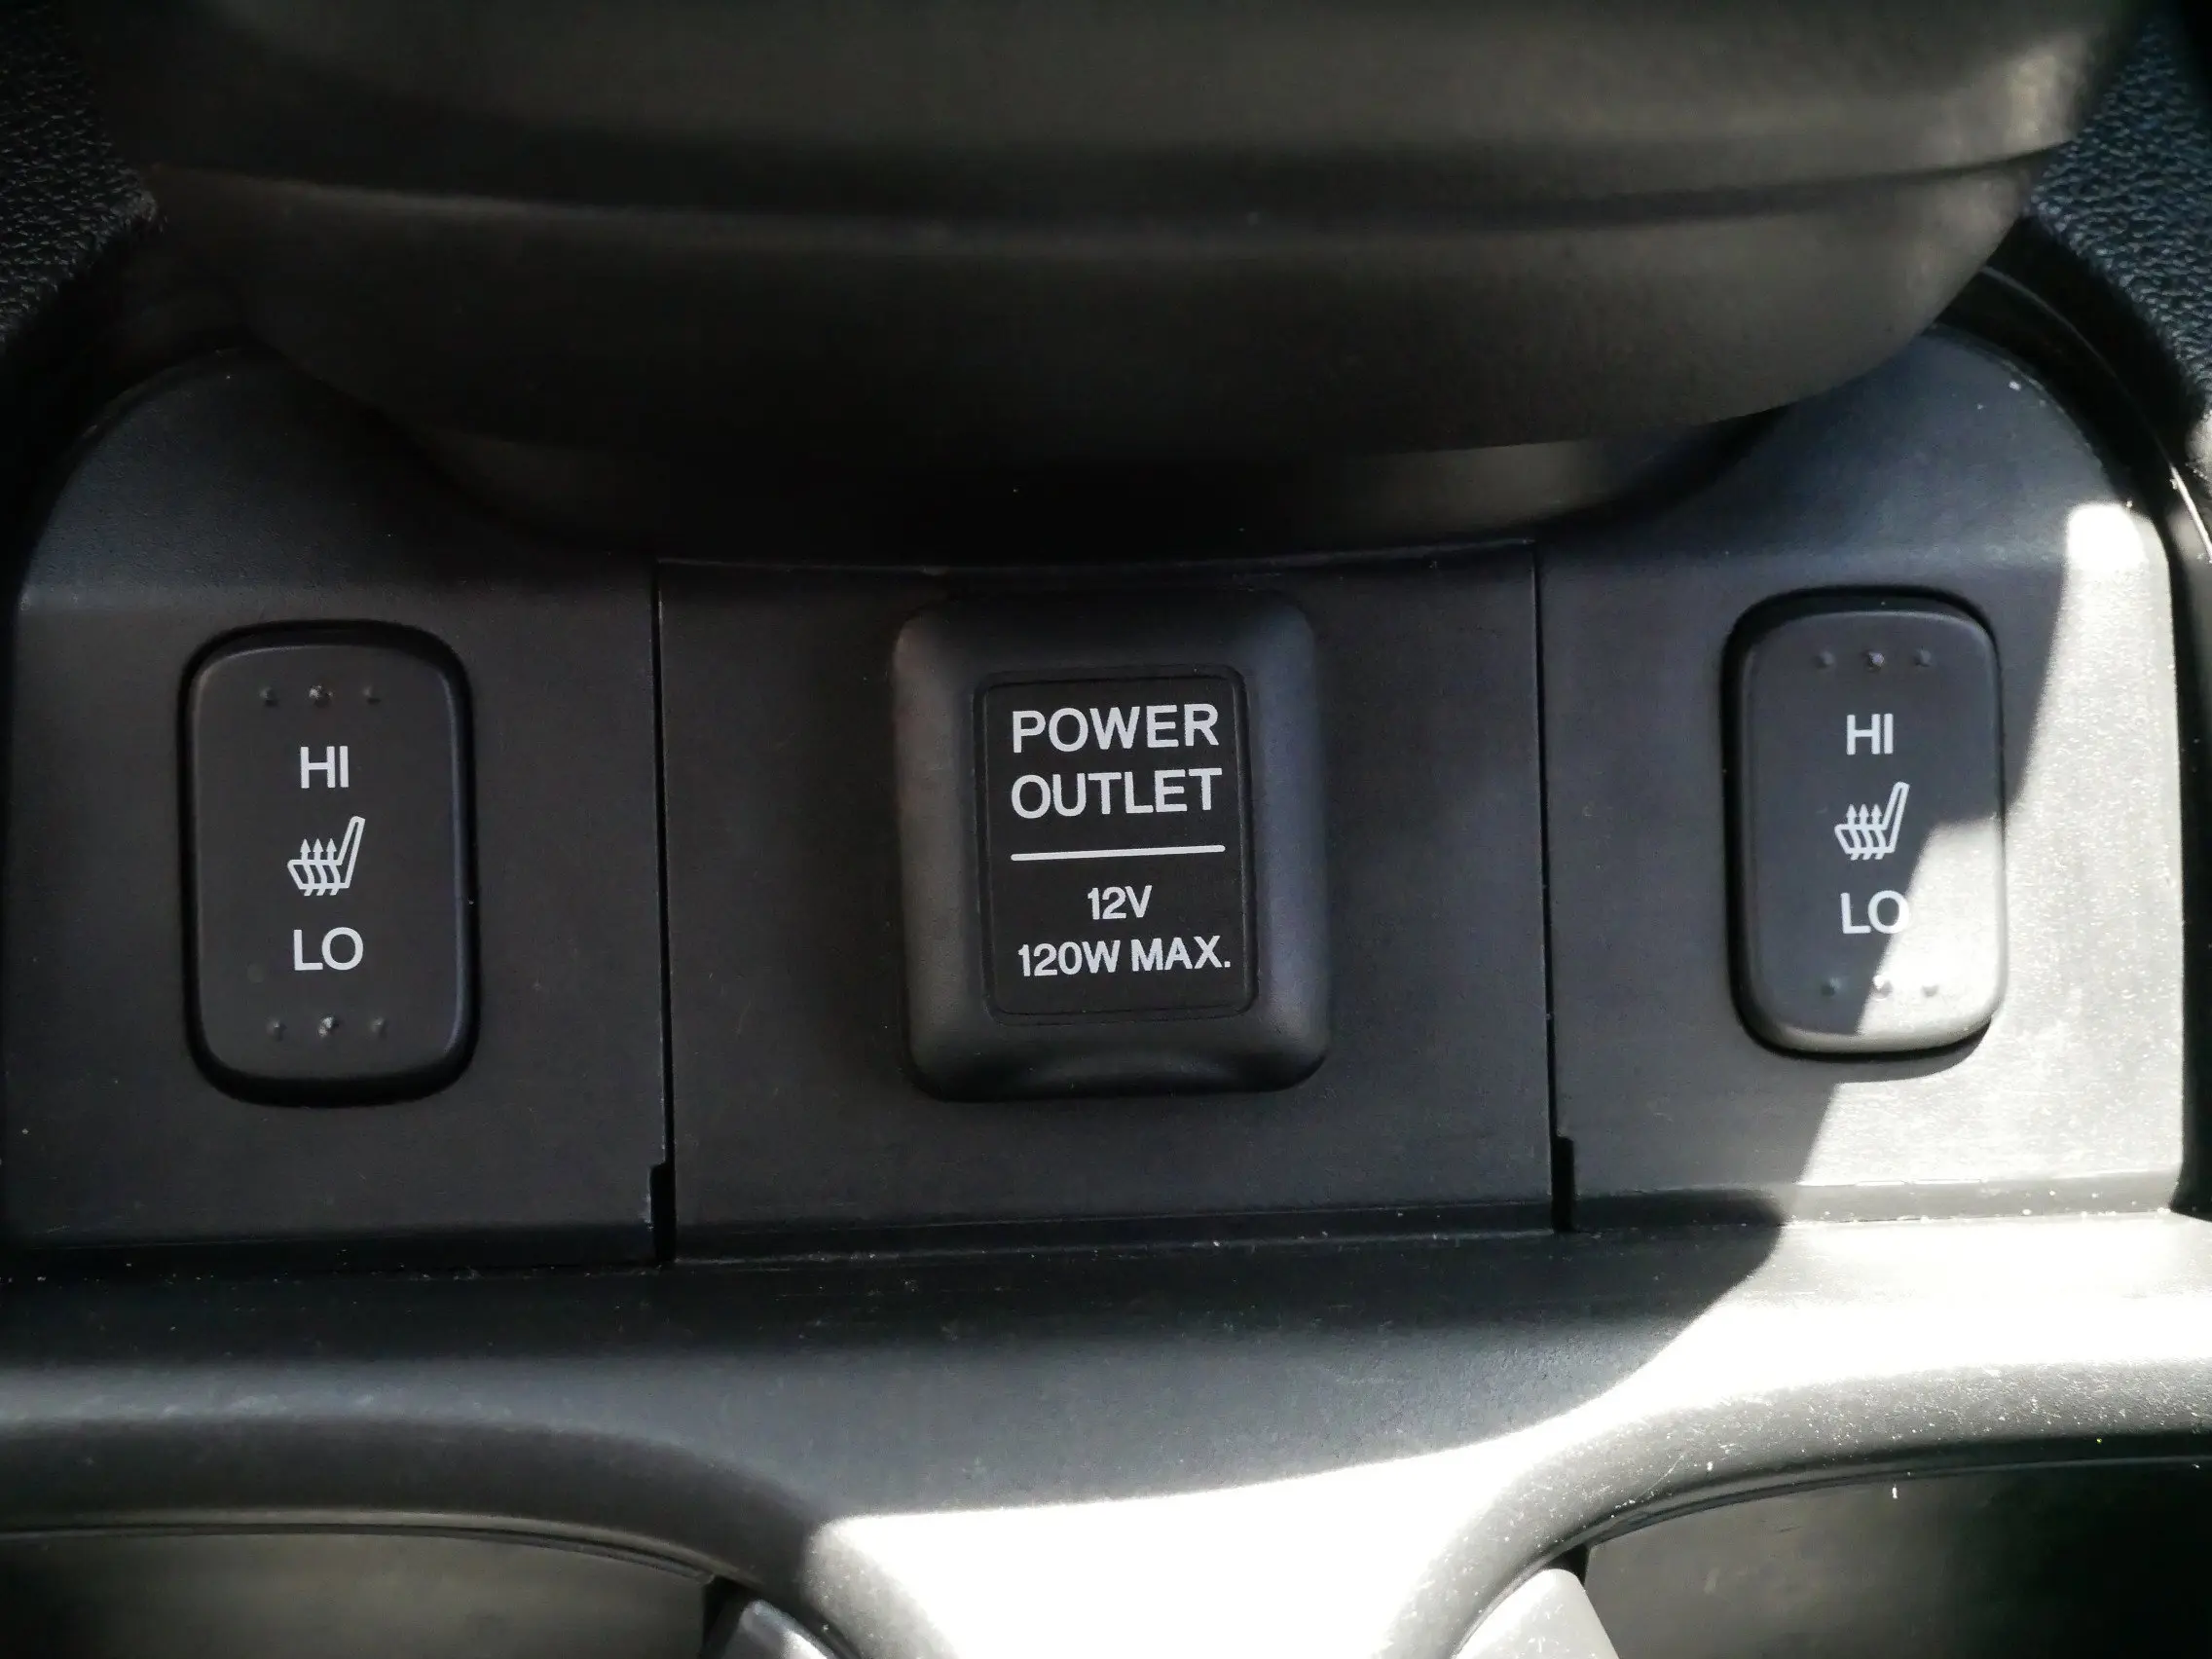 HI
LO
POWER
OUTLET
12V
120W MAX.
HI
LO